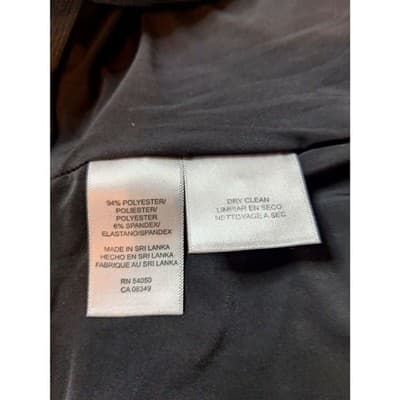 94% POLYESTER/
POLIESTER/
POLYESTER
6% SPANDEX/
ELASTANO/SPANDEX
MADE IN SRI LANKA
HECHO EN SRI LANKA
FABRIQUE AU SRI LANKA
RN 54050
CA 08349
DRY CLEAN
LIMPIAR EN SECO
NETTOYAGE A SEC